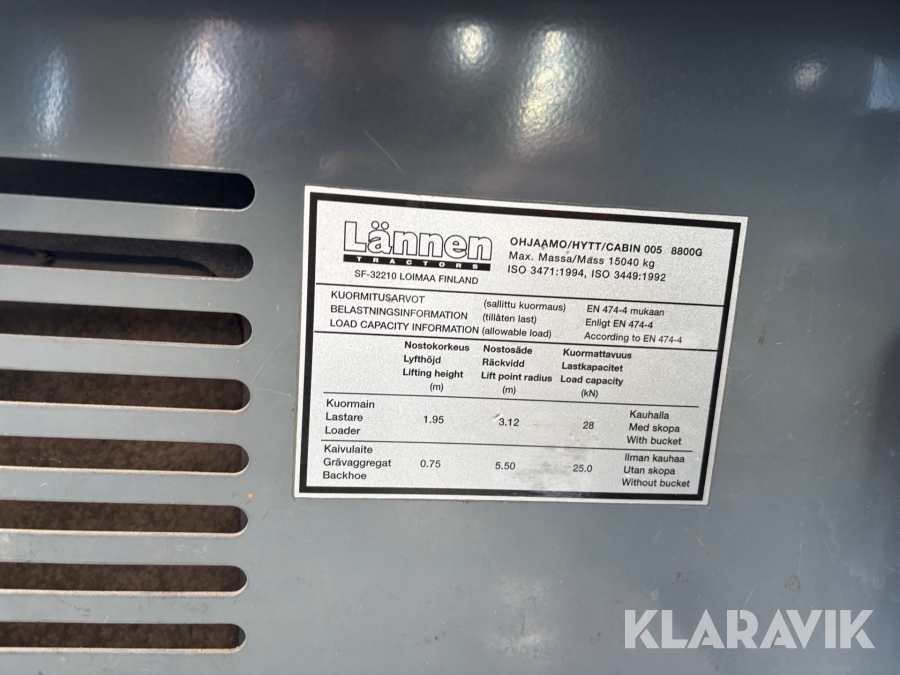 Lännen
TRACTORS
SF-32210 LOIMAA FINLAND
OHJAAMO/HYTT/CABIN 005 8800G
Max. Massa/Mass 15040 kg
ISO 3471:1994, ISO 3449:1992
KUORMITUSARVOT (sallittu kuormaus) EN 474-4 mukaan
BELASTNINGSINFORMATION (tillåten last) Enligt EN 474-4
LOAD CAPACITY INFORMATION (allowable load) According to EN 474-4
Nostokorkeus Nostosäde Kuormattavuus
Lyfthöjd Räckvidd Lastkapacitet
Lifting height Lift point radius Load capacity
(m) (m) (kN)
Kuormain Kauhalla
Lastare 1.95 3.12 28 Med skopa
Loader With bucket
Kaivulaite Ilman kauhaa
Grävaggregat 0.75 5.50 25.0 Utan skopa
Backhoe Without bucket
KLARAVIK